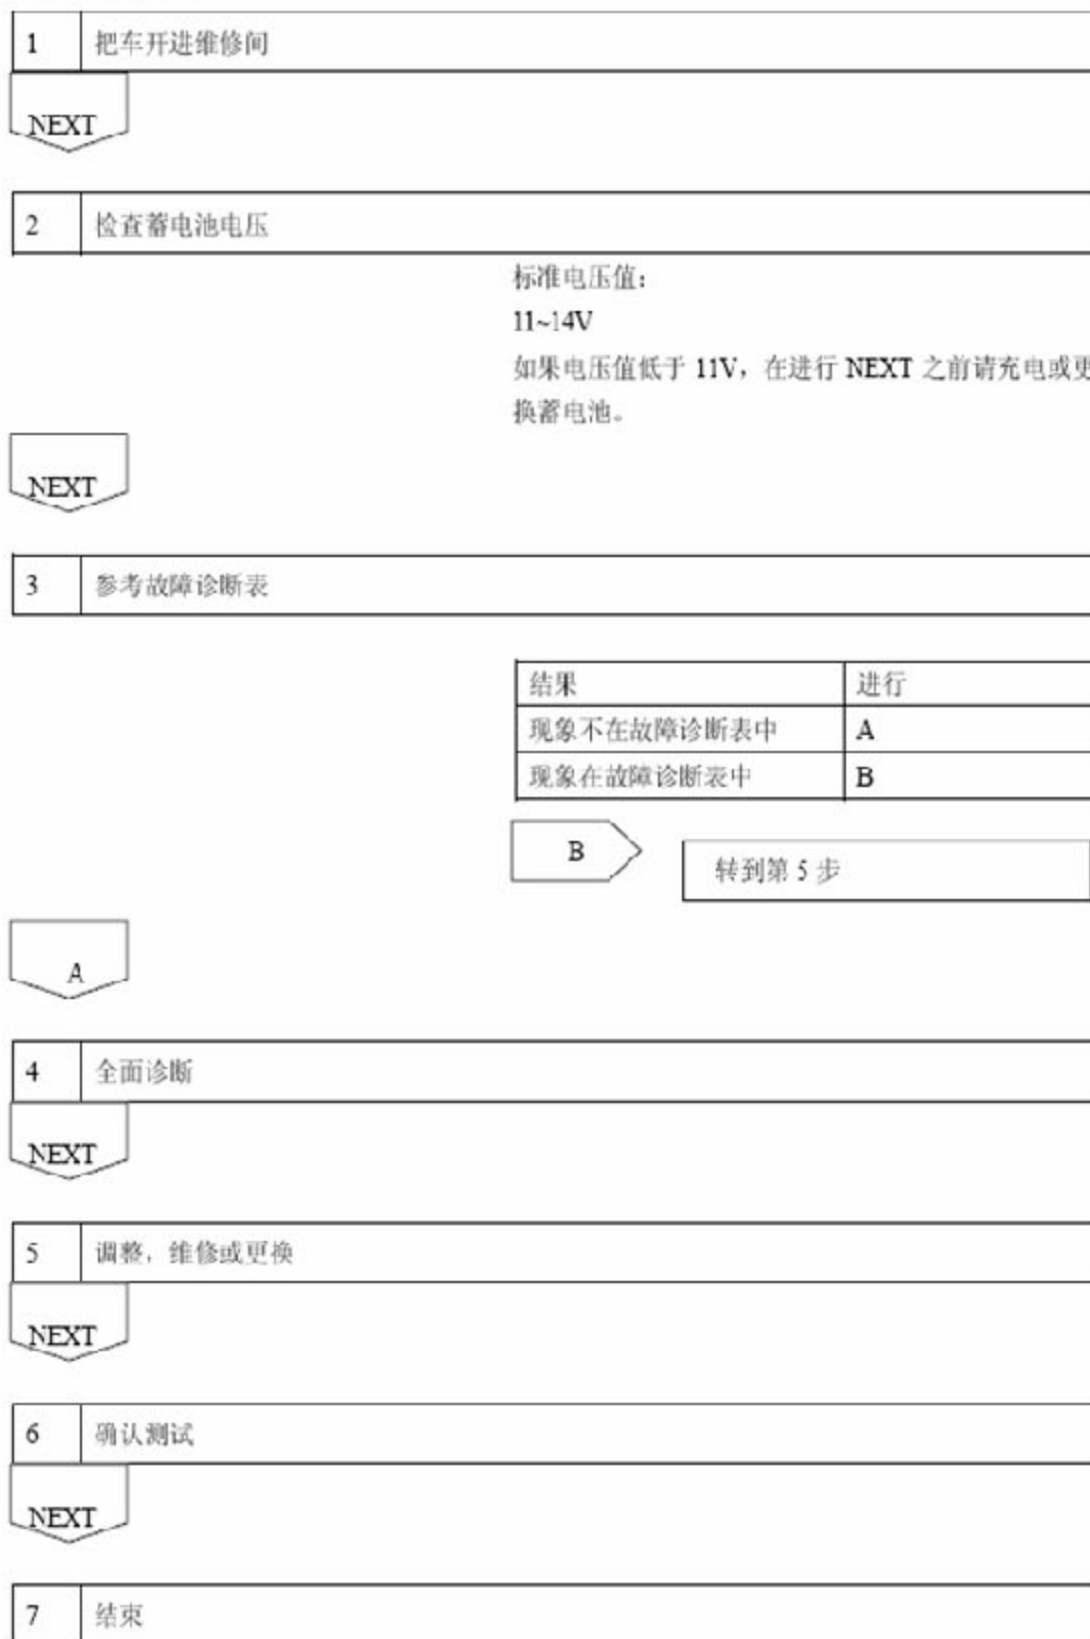 1 把车开进维修间
NEXT
2 检查蓄电池电压
标准电压值：
11~14V
如果电压值低于 11V，在进行 NEXT 之前请充电或更
换蓄电池。
NEXT
3 参考故障诊断表
结果 进行
现象不在故障诊断表中 A
现象在故障诊断表中 B
B 转到第 5 步
A
4 全面诊断
NEXT
5 调整，维修或更换
NEXT
6 确认测试
NEXT
7 结束